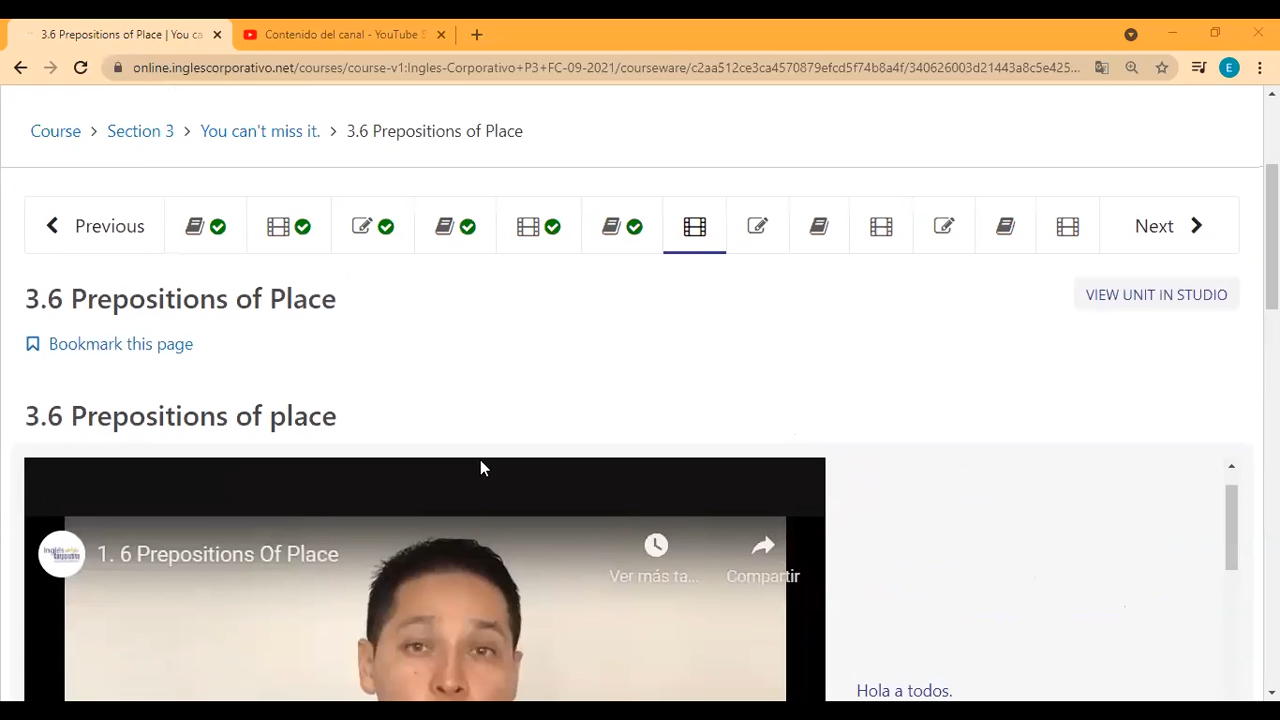 3.6 Prepositions of Place | You ca
Contenido del canal - YouTube S
online.inglescorporativo.net/courses/course-v1:Ingles-Corporativo+P3+FC-09-2021/courseware/c2aa512ce3ca4570879efcd5f74b8a4f/340626003d21443a8c5e425...
E
Course > Section 3 > You can't miss it. > 3.6 Prepositions of Place
Previous
Next
3.6 Prepositions of Place
VIEW UNIT IN STUDIO
Bookmark this page
3.6 Prepositions of place
1. 6 Prepositions Of Place
Ver más ta...
Compartir
Hola a todos.